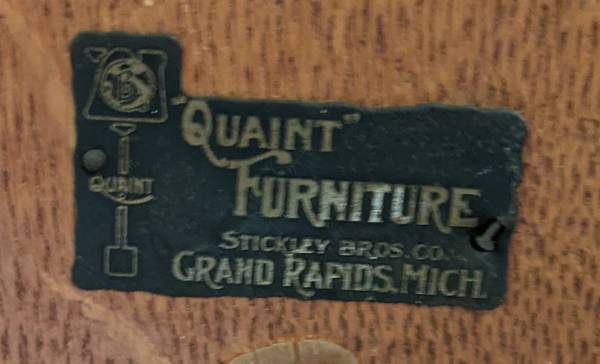 "QUAINT"
FURNITURE
STICKLEY BROS. CO.
GRAND RAPIDS, MICH.
QUAINT